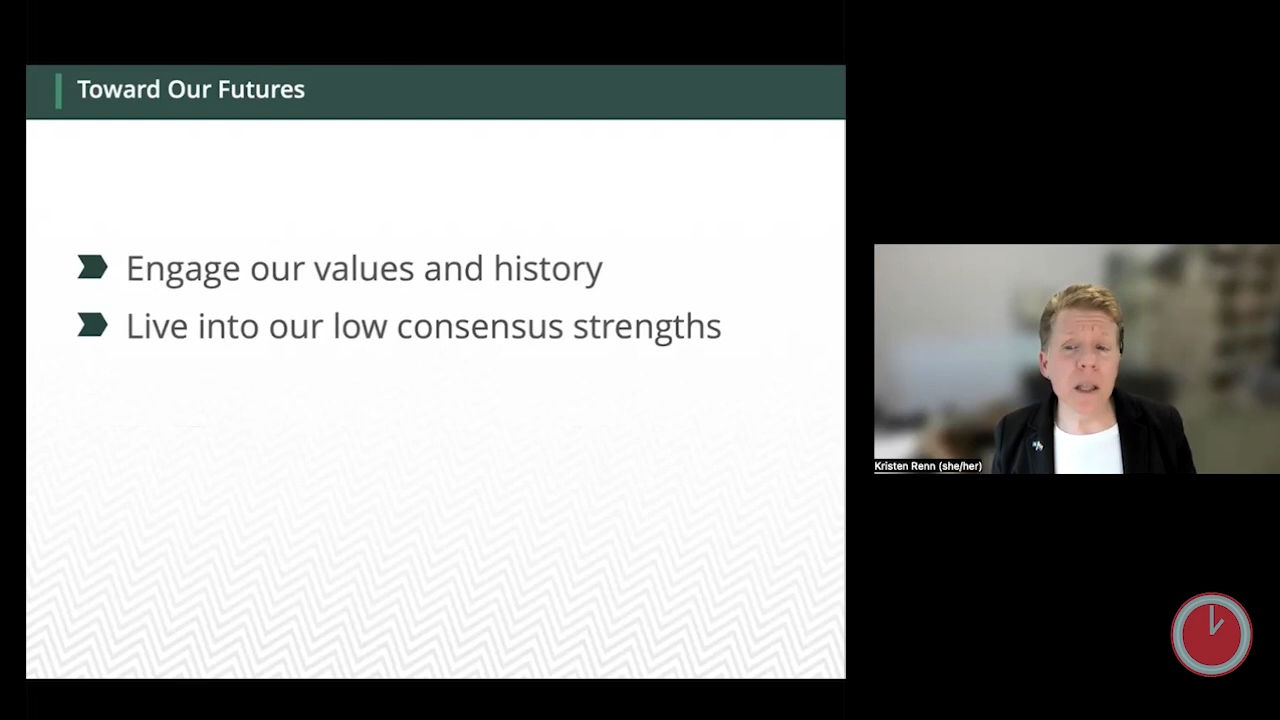 Toward Our Futures
Engage our values and history
Live into our low consensus strengths
Kristen Renn (she/her)